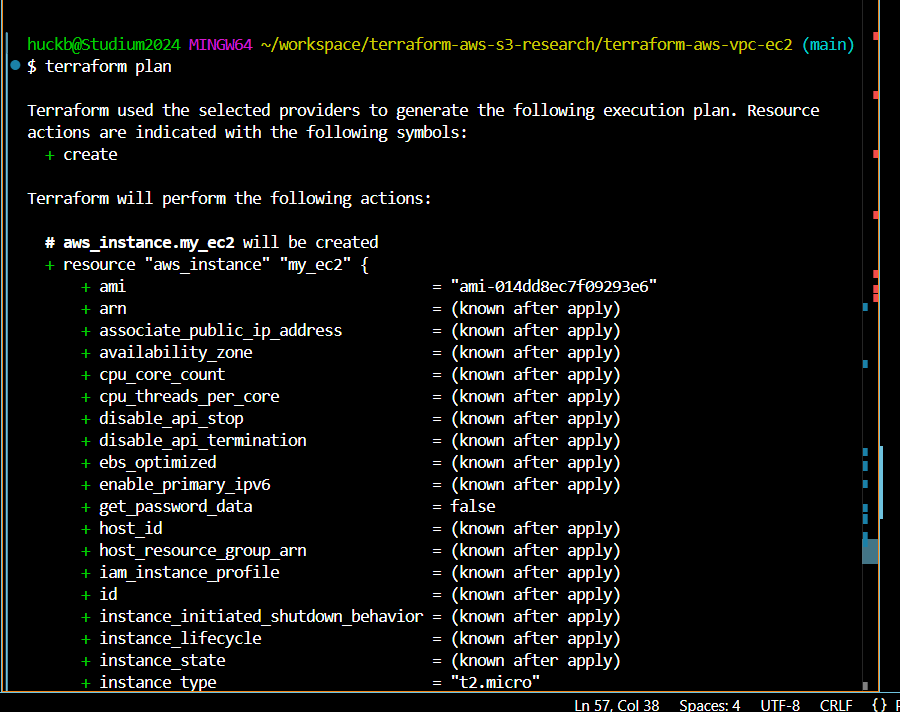 huckb@Studium2024 MINGW64 ~/workspace/terraform-aws-s3-research/terraform-aws-vpc-ec2 (main)
$ terraform plan
Terraform used the selected providers to generate the following execution plan. Resource
actions are indicated with the following symbols:
+ create
Terraform will perform the following actions:
# aws_instance.my_ec2 will be created
+ resource "aws_instance" "my_ec2" {
+ ami = "ami-014dd8ec7f09293e6"
+ arn = (known after apply)
+ associate_public_ip_address = (known after apply)
+ availability_zone = (known after apply)
+ cpu_core_count = (known after apply)
+ cpu_threads_per_core = (known after apply)
+ disable_api_stop = (known after apply)
+ disable_api_termination = (known after apply)
+ ebs_optimized = (known after apply)
+ enable_primary_ipv6 = (known after apply)
+ get_password_data = false
+ host_id = (known after apply)
+ host_resource_group_arn = (known after apply)
+ iam_instance_profile = (known after apply)
+ id = (known after apply)
+ instance_initiated_shutdown_behavior = (known after apply)
+ instance_lifecycle = (known after apply)
+ instance_state = (known after apply)
+ instance_type = "t2.micro"
Ln 57, Col 38 Spaces: 4 UTF-8 CRLF {}